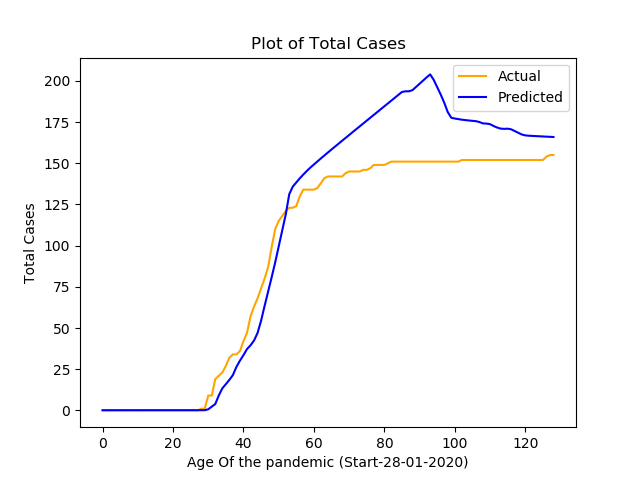 Plot of Total Cases
Actual
Predicted
200
175
150
125
100
75
50
25
0
Total Cases
0 20 40 60 80 100 120
Age Of the pandemic (Start-28-01-2020)